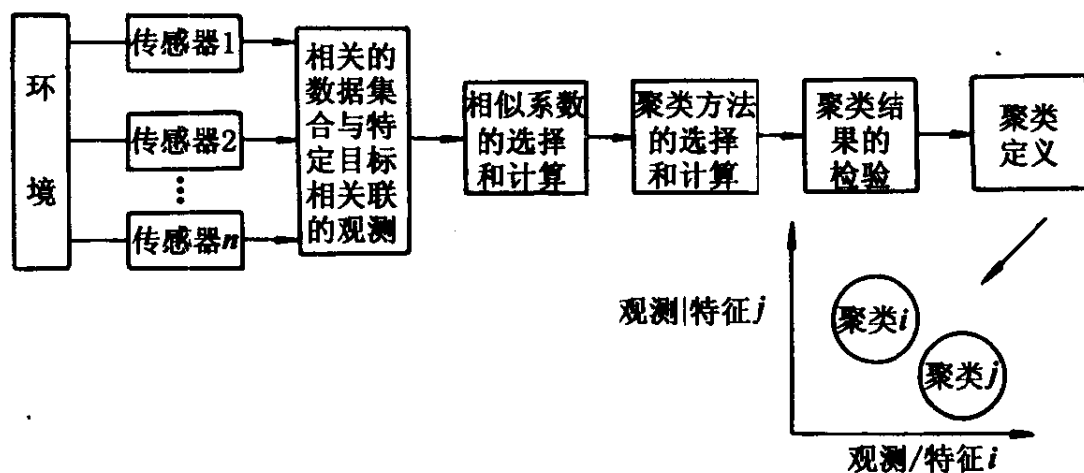 环
境
传感器1
传感器2
传感器n
相关的
数据集
合与特
定目标
相关联
的观测
相似系数
的选择
和计算
聚类方法
的选择
和计算
聚类结
果的
检验
聚类
定义
观测|特征j
聚类i
聚类j
观测/特征i